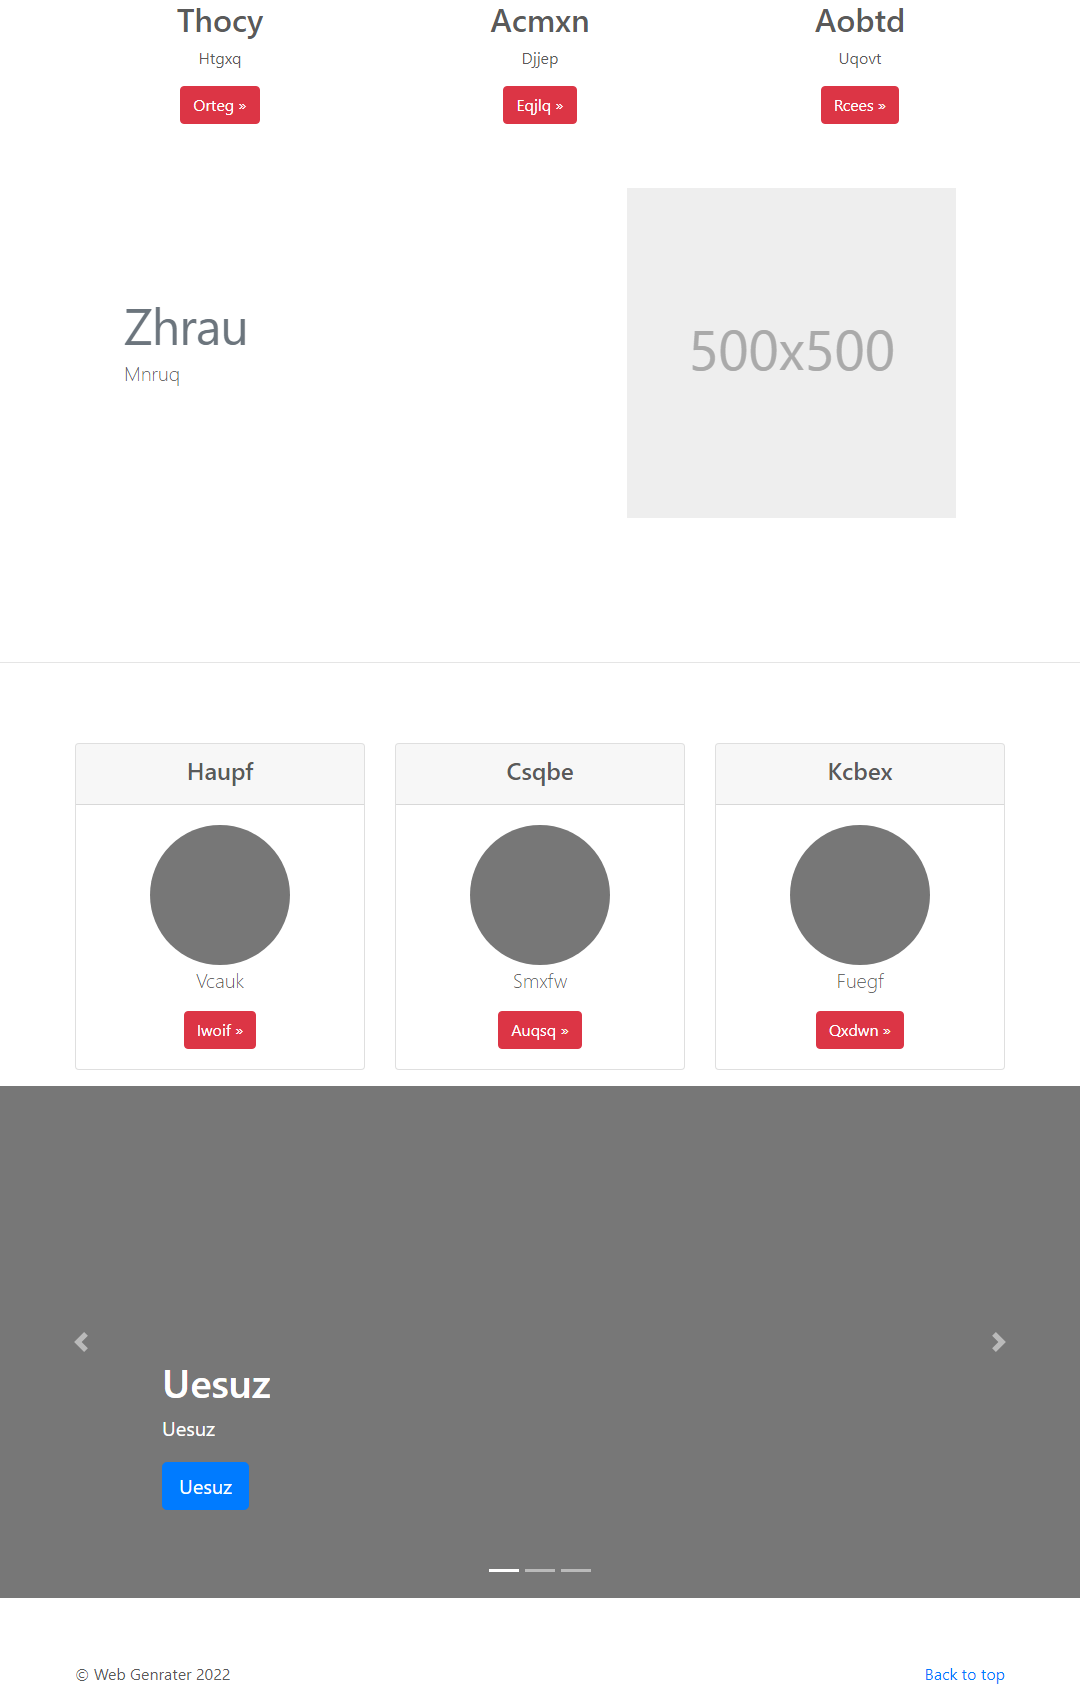 Thocy
Htgxq
Orteg »
Acmxn
Djjep
Eqjlq »
Aobtd
Uqovt
Rcees »
Zhrau
Mnruq
500x500
Haupf
Vcauk
Iwoif »
Csqbe
Smxfw
Auqsq »
Kcbex
Fuegf
Qxdwn »
Uesuz
Uesuz
Uesuz
© Web Genrater 2022
Back to top